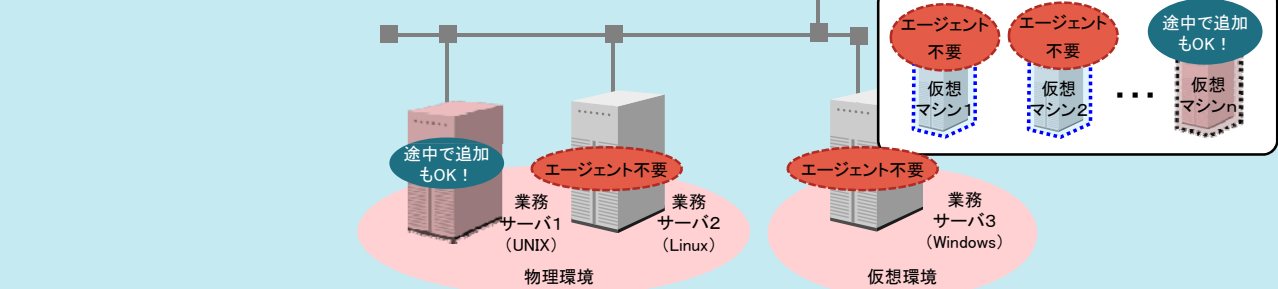 エージェント
不要
エージェント
不要
途中で追加
もOK！
仮想
マシン1
仮想
マシン2
・・・
仮想
マシンn
途中で追加
もOK！
エージェント不要
エージェント不要
業務
サーバ1
（UNIX）
業務
サーバ2
（Linux）
業務
サーバ3
（Windows）
物理環境
仮想環境